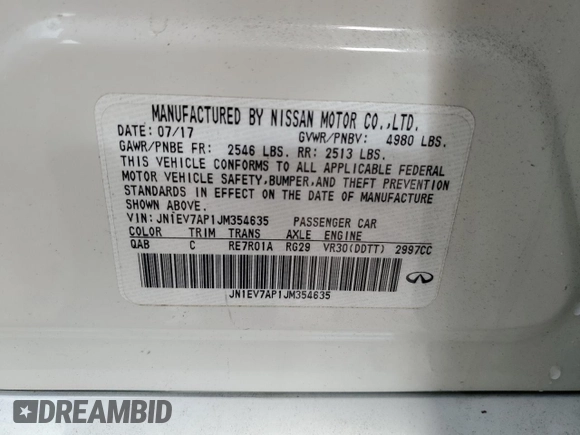 MANUFACTURED BY NISSAN MOTOR CO.,LTD.
DATE: 07/17 GVWR/PNBV: 4980 LBS.
GAWR/PNBE FR: 2546 LBS. RR: 2513 LBS.
THIS VEHICLE CONFORMS TO ALL APPLICABLE FEDERAL
MOTOR VEHICLE SAFETY, BUMPER, AND THEFT PREVENTION
STANDARDS IN EFFECT ON THE DATE OF MANUFACTURE
SHOWN ABOVE.
VIN: JN1EV7AP1JM354635 PASSENGER CAR
COLOR TRIM TRANS AXLE ENGINE
QAB C RE7R01A RG29 VR30(DDTT) 2997CC
JN1EV7AP1JM354635
DREAMBID